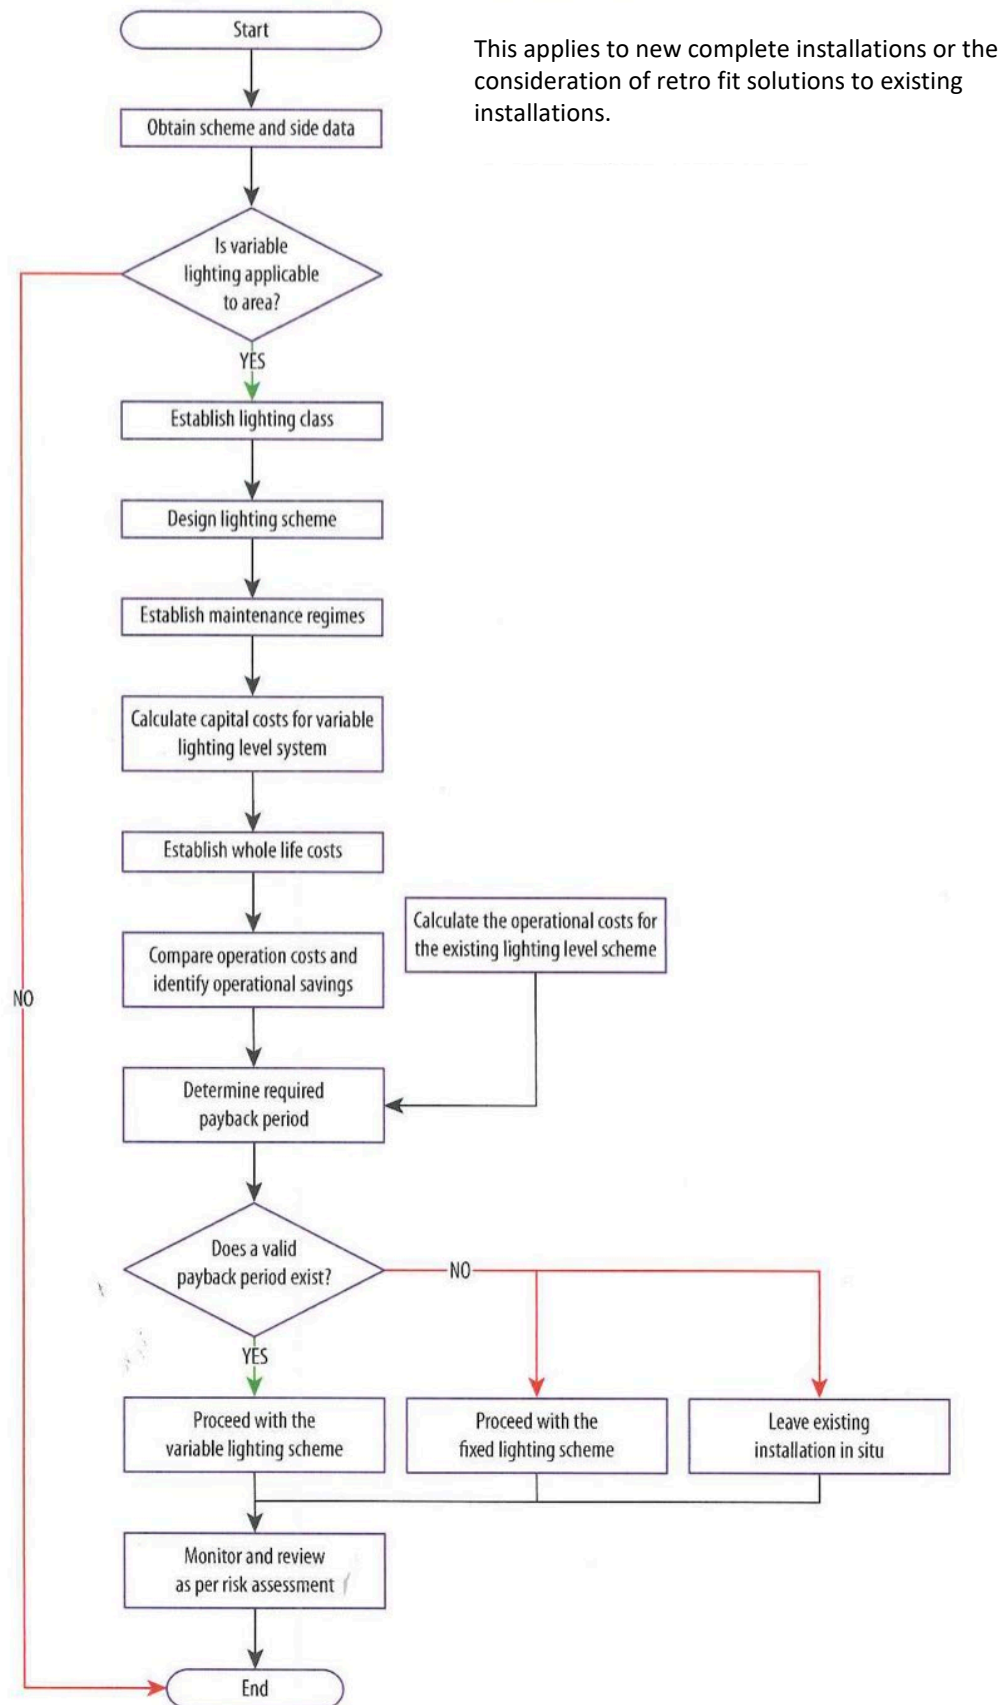 Start
This applies to new complete installations or the
consideration of retro fit solutions to existing
installations.
Obtain scheme and side data
Is variable
lighting applicable
to area?
YES
Establish lighting class
Design lighting scheme
Establish maintenance regimes
Calculate capital costs for variable
lighting level system
Establish whole life costs
Calculate the operational costs for
the existing lighting level scheme
Compare operation costs and
identify operational savings
NO
Determine required
payback period
Does a valid
payback period exist?
NO
YES
Proceed with the
variable lighting scheme
Proceed with the
fixed lighting scheme
Leave existing
installation in situ
Monitor and review
as per risk assessment
End